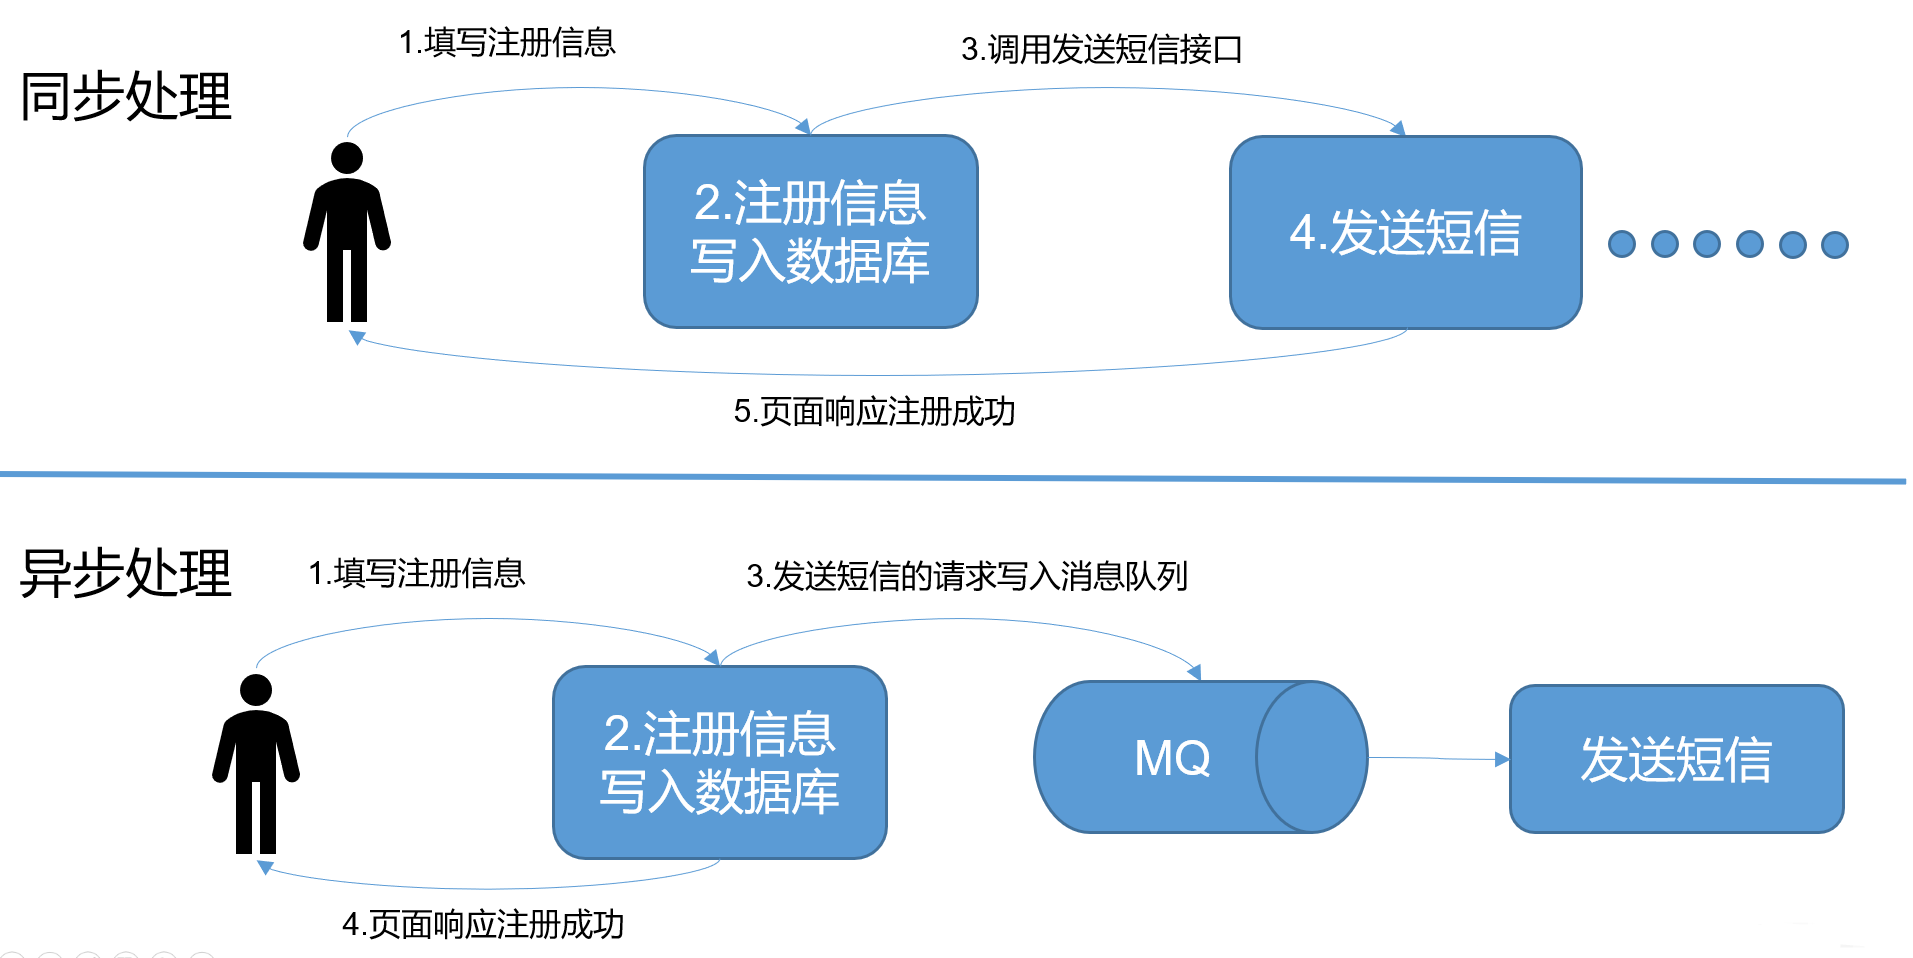 同步处理
1.填写注册信息
3.调用发送短信接口
2.注册信息
写入数据库
4.发送短信
5.页面响应注册成功
异步处理
1.填写注册信息
3.发送短信的请求写入消息队列
2.注册信息
写入数据库
MQ
发送短信
4.页面响应注册成功